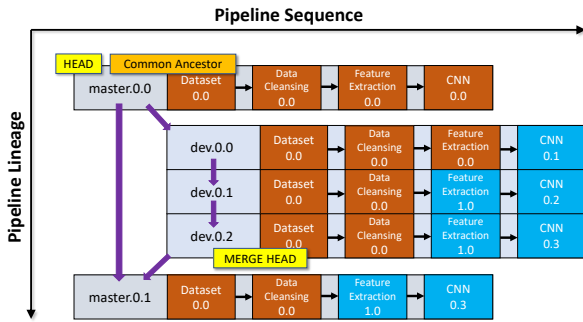 Pipeline Sequence
Pipeline Lineage
HEAD
Common Ancestor
master.0.0
Dataset
0.0
Data
Cleansing
0.0
Feature
Extraction
0.0
CNN
0.0
dev.0.0
Dataset
0.0
Data
Cleansing
0.0
Feature
Extraction
0.0
CNN
0.1
dev.0.1
Dataset
0.0
Data
Cleansing
0.0
Feature
Extraction
1.0
CNN
0.2
dev.0.2
Dataset
0.0
Data
Cleansing
0.0
Feature
Extraction
1.0
CNN
0.3
MERGE HEAD
master.0.1
Dataset
0.0
Data
Cleansing
0.0
Feature
Extraction
1.0
CNN
0.3